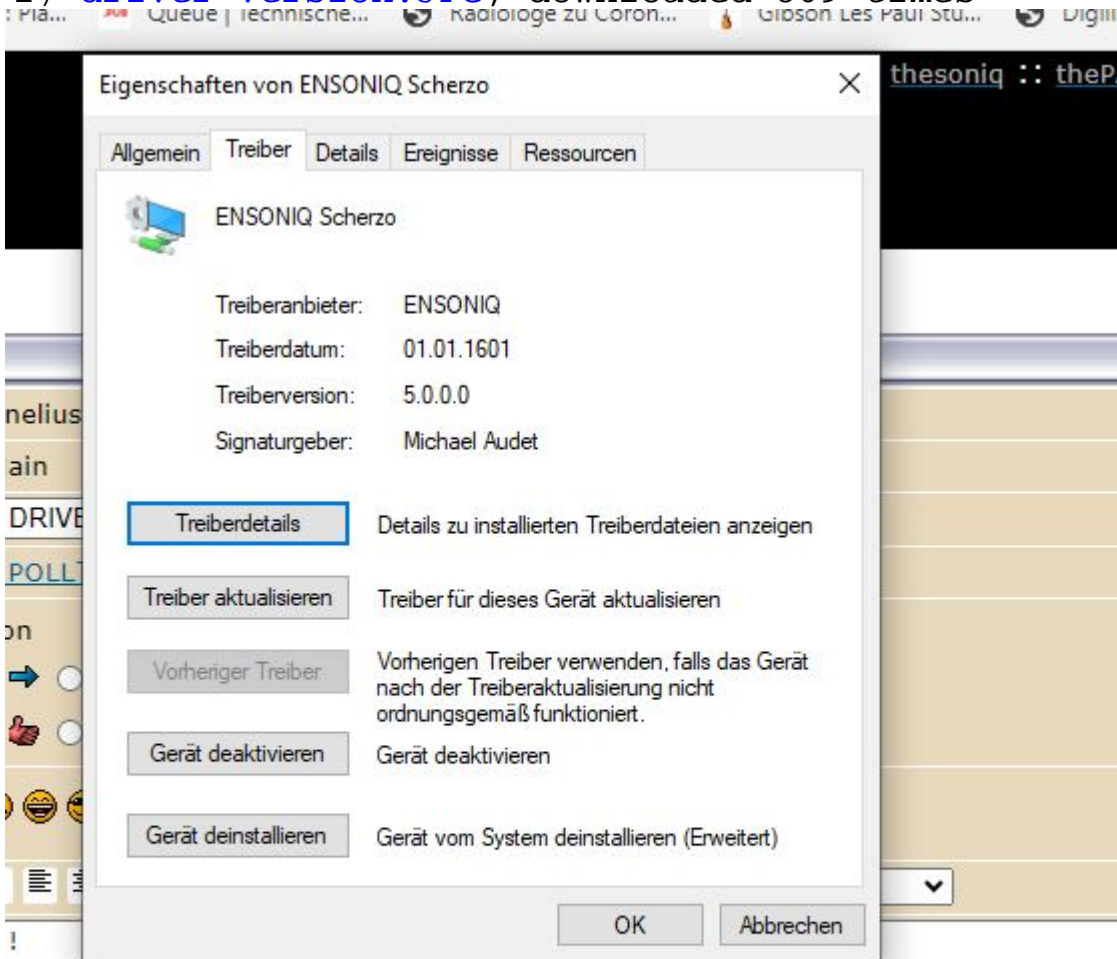 Pla... Queue | Technische... Radiologe zu Coron... Gibson Les Paul Stu...
Eigenschaften von ENSONIQ Scherzo
thesoniq :: theP
Allgemein Treiber Details Ereignisse Ressourcen
ENSONIQ Scherzo
Treiberanbieter: ENSONIQ
Treiberdatum: 01.01.1601
nelius
Treiberversion: 5.0.0.0
Signaturgeber: Michael Audet
ain
DRIVE
Treiberdetails Details zu installierten Treiberdateien anzeigen
POLL
Treiber aktualisieren Treiber für dieses Gerät aktualisieren
on
Vorheriger Treiber Vorherigen Treiber verwenden, falls das Gerät
nach der Treiberaktualisierung nicht
ordnungsgemäß funktioniert.
Gerät deaktivieren Gerät deaktivieren
Gerät deinstallieren Gerät vom System deinstallieren (Erweitert)
OK Abbrechen
!